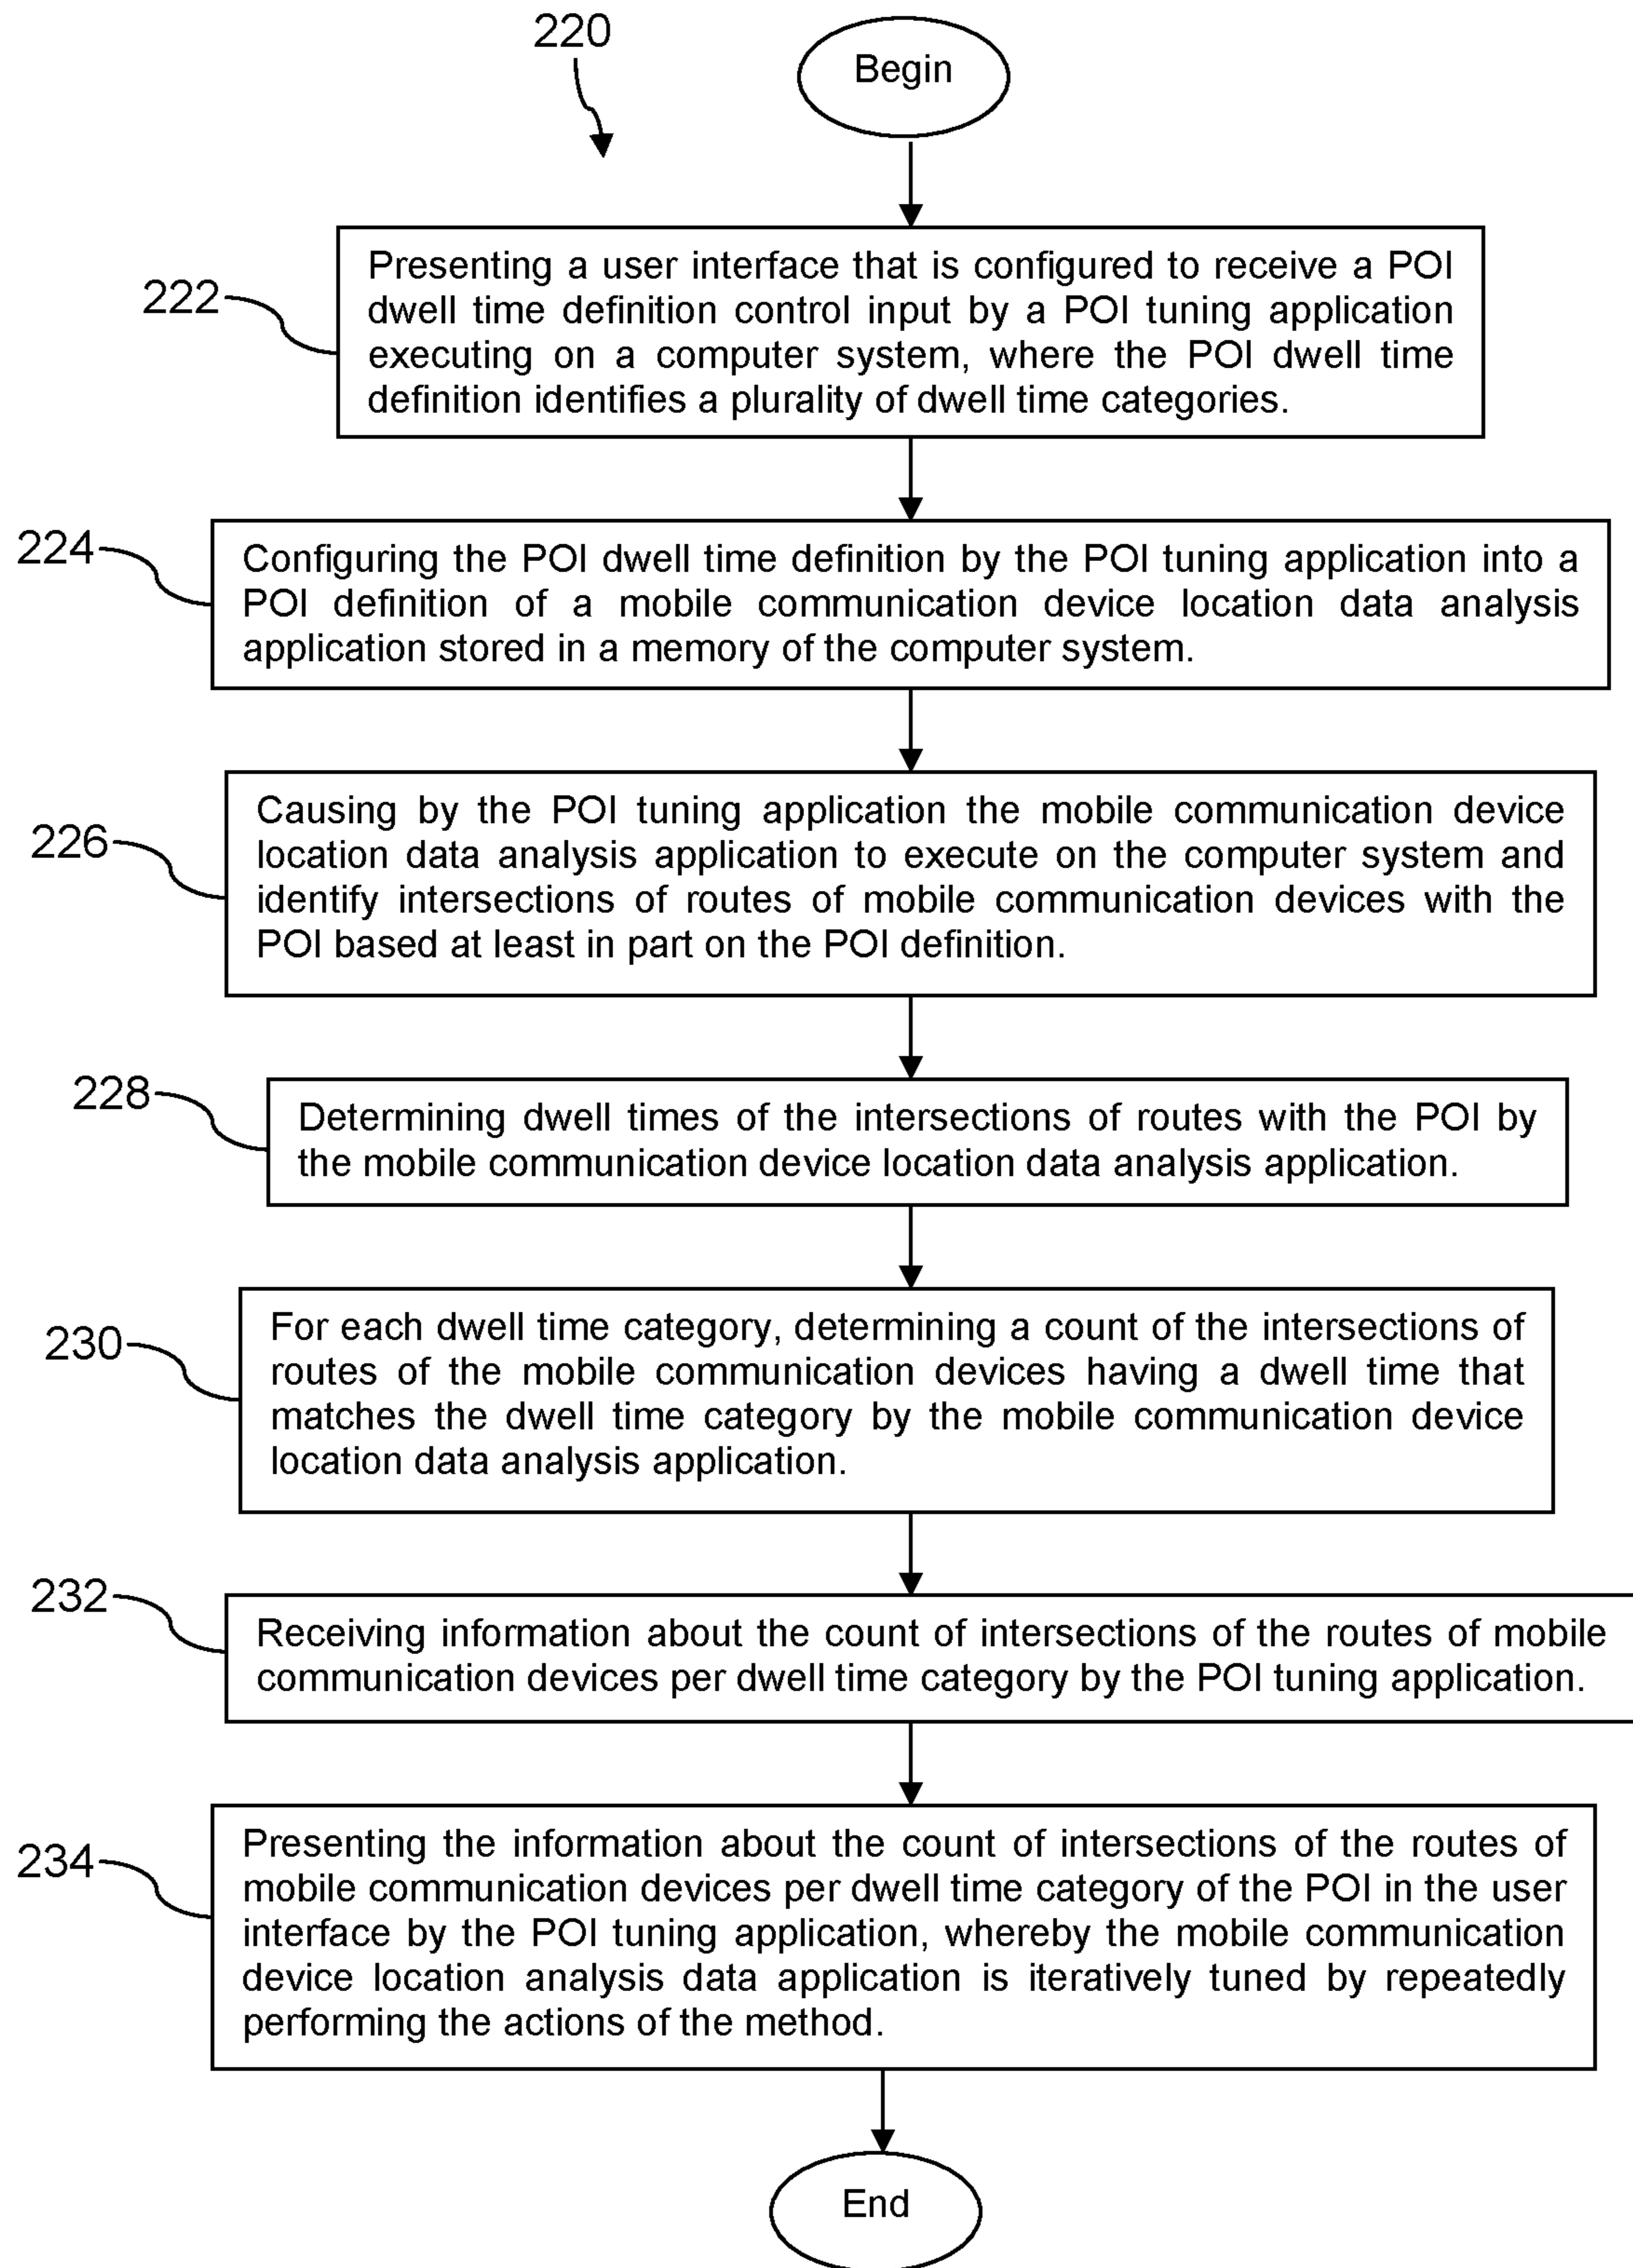 220
Begin
222
Presenting a user interface that is configured to receive a POI
dwell time definition control input by a POI tuning application
executing on a computer system, where the POI dwell time
definition identifies a plurality of dwell time categories.
224
Configuring the POI dwell time definition by the POI tuning application into a
POI definition of a mobile communication device location data analysis
application stored in a memory of the computer system.
226
Causing by the POI tuning application the mobile communication device
location data analysis application to execute on the computer system and
identify intersections of routes of mobile communication devices with the
POI based at least in part on the POI definition.
228
Determining dwell times of the intersections of routes with the POI by
the mobile communication device location data analysis application.
230
For each dwell time category, determining a count of the intersections of
routes of the mobile communication devices having a dwell time that
matches the dwell time category by the mobile communication device
location data analysis application.
232
Receiving information about the count of intersections of the routes of mobile
communication devices per dwell time category by the POI tuning application.
234
Presenting the information about the count of intersections of the routes of
mobile communication devices per dwell time category of the POI in the user
interface by the POI tuning application, whereby the mobile communication
device location analysis data application is iteratively tuned by repeatedly
performing the actions of the method.
End